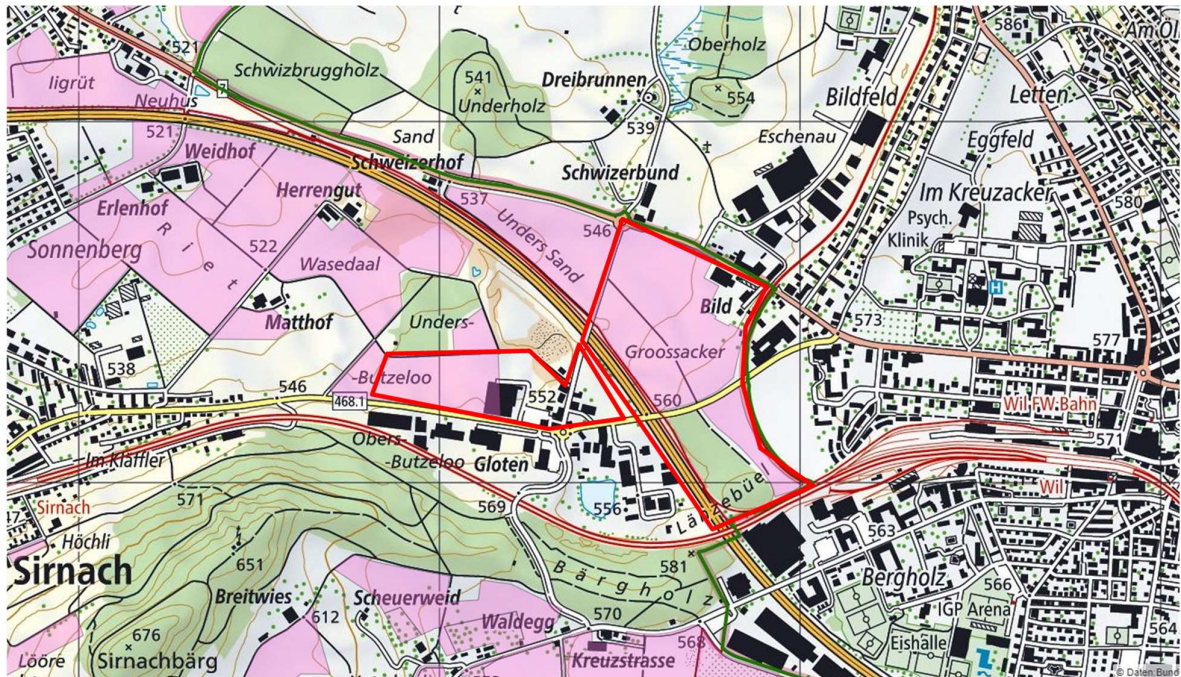 586
Am Öl
521
Oberholz
Schwizbruggholz
541
Iigrüt
Dreibrunnen
Underholz
554
Bildfeld
Letten
7
Neuhus
521
539
Sand
Eschenau
Eggfeld
Weidhof
Schweizerhof
Schwizerbund
Im Kreuzacker
Herrengut
537
580
Erlenhof
Psych.
Klinik
546
Unders Sand
Riet
522
Sonnenberg
Wasedaal
H
Bild
573
Matthof
Unders-
577
Groossacker
538
-Butzeloo
546
552
468.1
560
Wil FW-Bahn
571
Obers-
-Butzeloo
Gloten
Im Klaffler
571
Wil
Sirnach
569
556
Länzebüe
563
Höchli
Sirnach
651
581
Bärgholz
Bergholz
566
Breitwies
Scheuerweid
612
570
IGP Arena
Waldegg
564
676
568
Eishalle
Lööre
Sirnachbärg
Kreuzstrasse
© Daten:Bund